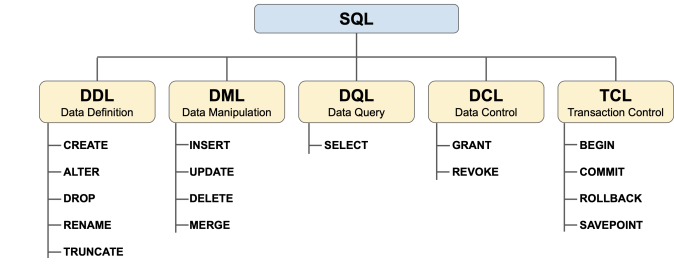 SQL
DDL
Data Definition
CREATE
ALTER
DROP
RENAME
TRUNCATE
DML
Data Manipulation
INSERT
UPDATE
DELETE
MERGE
DQL
Data Query
SELECT
DCL
Data Control
GRANT
REVOKE
TCL
Transaction Control
BEGIN
COMMIT
ROLLBACK
SAVEPOINT